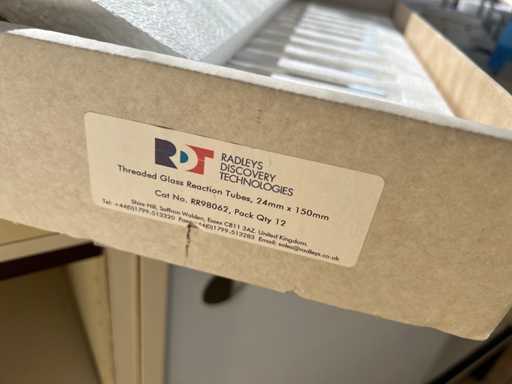 RDT
RADLEYS
DISCOVERY
TECHNOLOGIES
Threaded Glass Reaction Tubes, 24mm x 150mm
Cat No. RR98062, Pack Qty 12
Shire Hill, Saffron Walden, Essex CB11 3AZ, United Kingdom.
Tel: +44(0)1799-513320 Fax: +44(0)1799-513283 Email: sales@radleys.co.uk